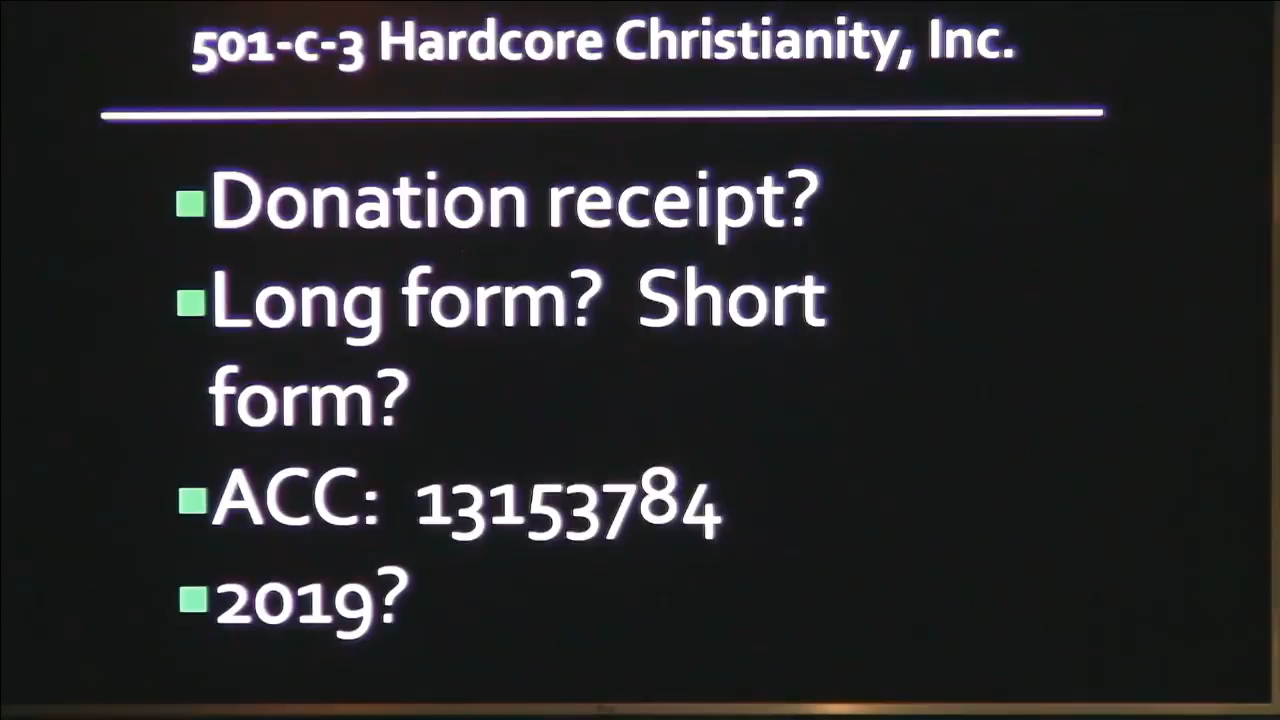 501-c-3 Hardcore Christianity, Inc.
Donation receipt?
Long form?  Short
form?
ACC:  13153784
2019?